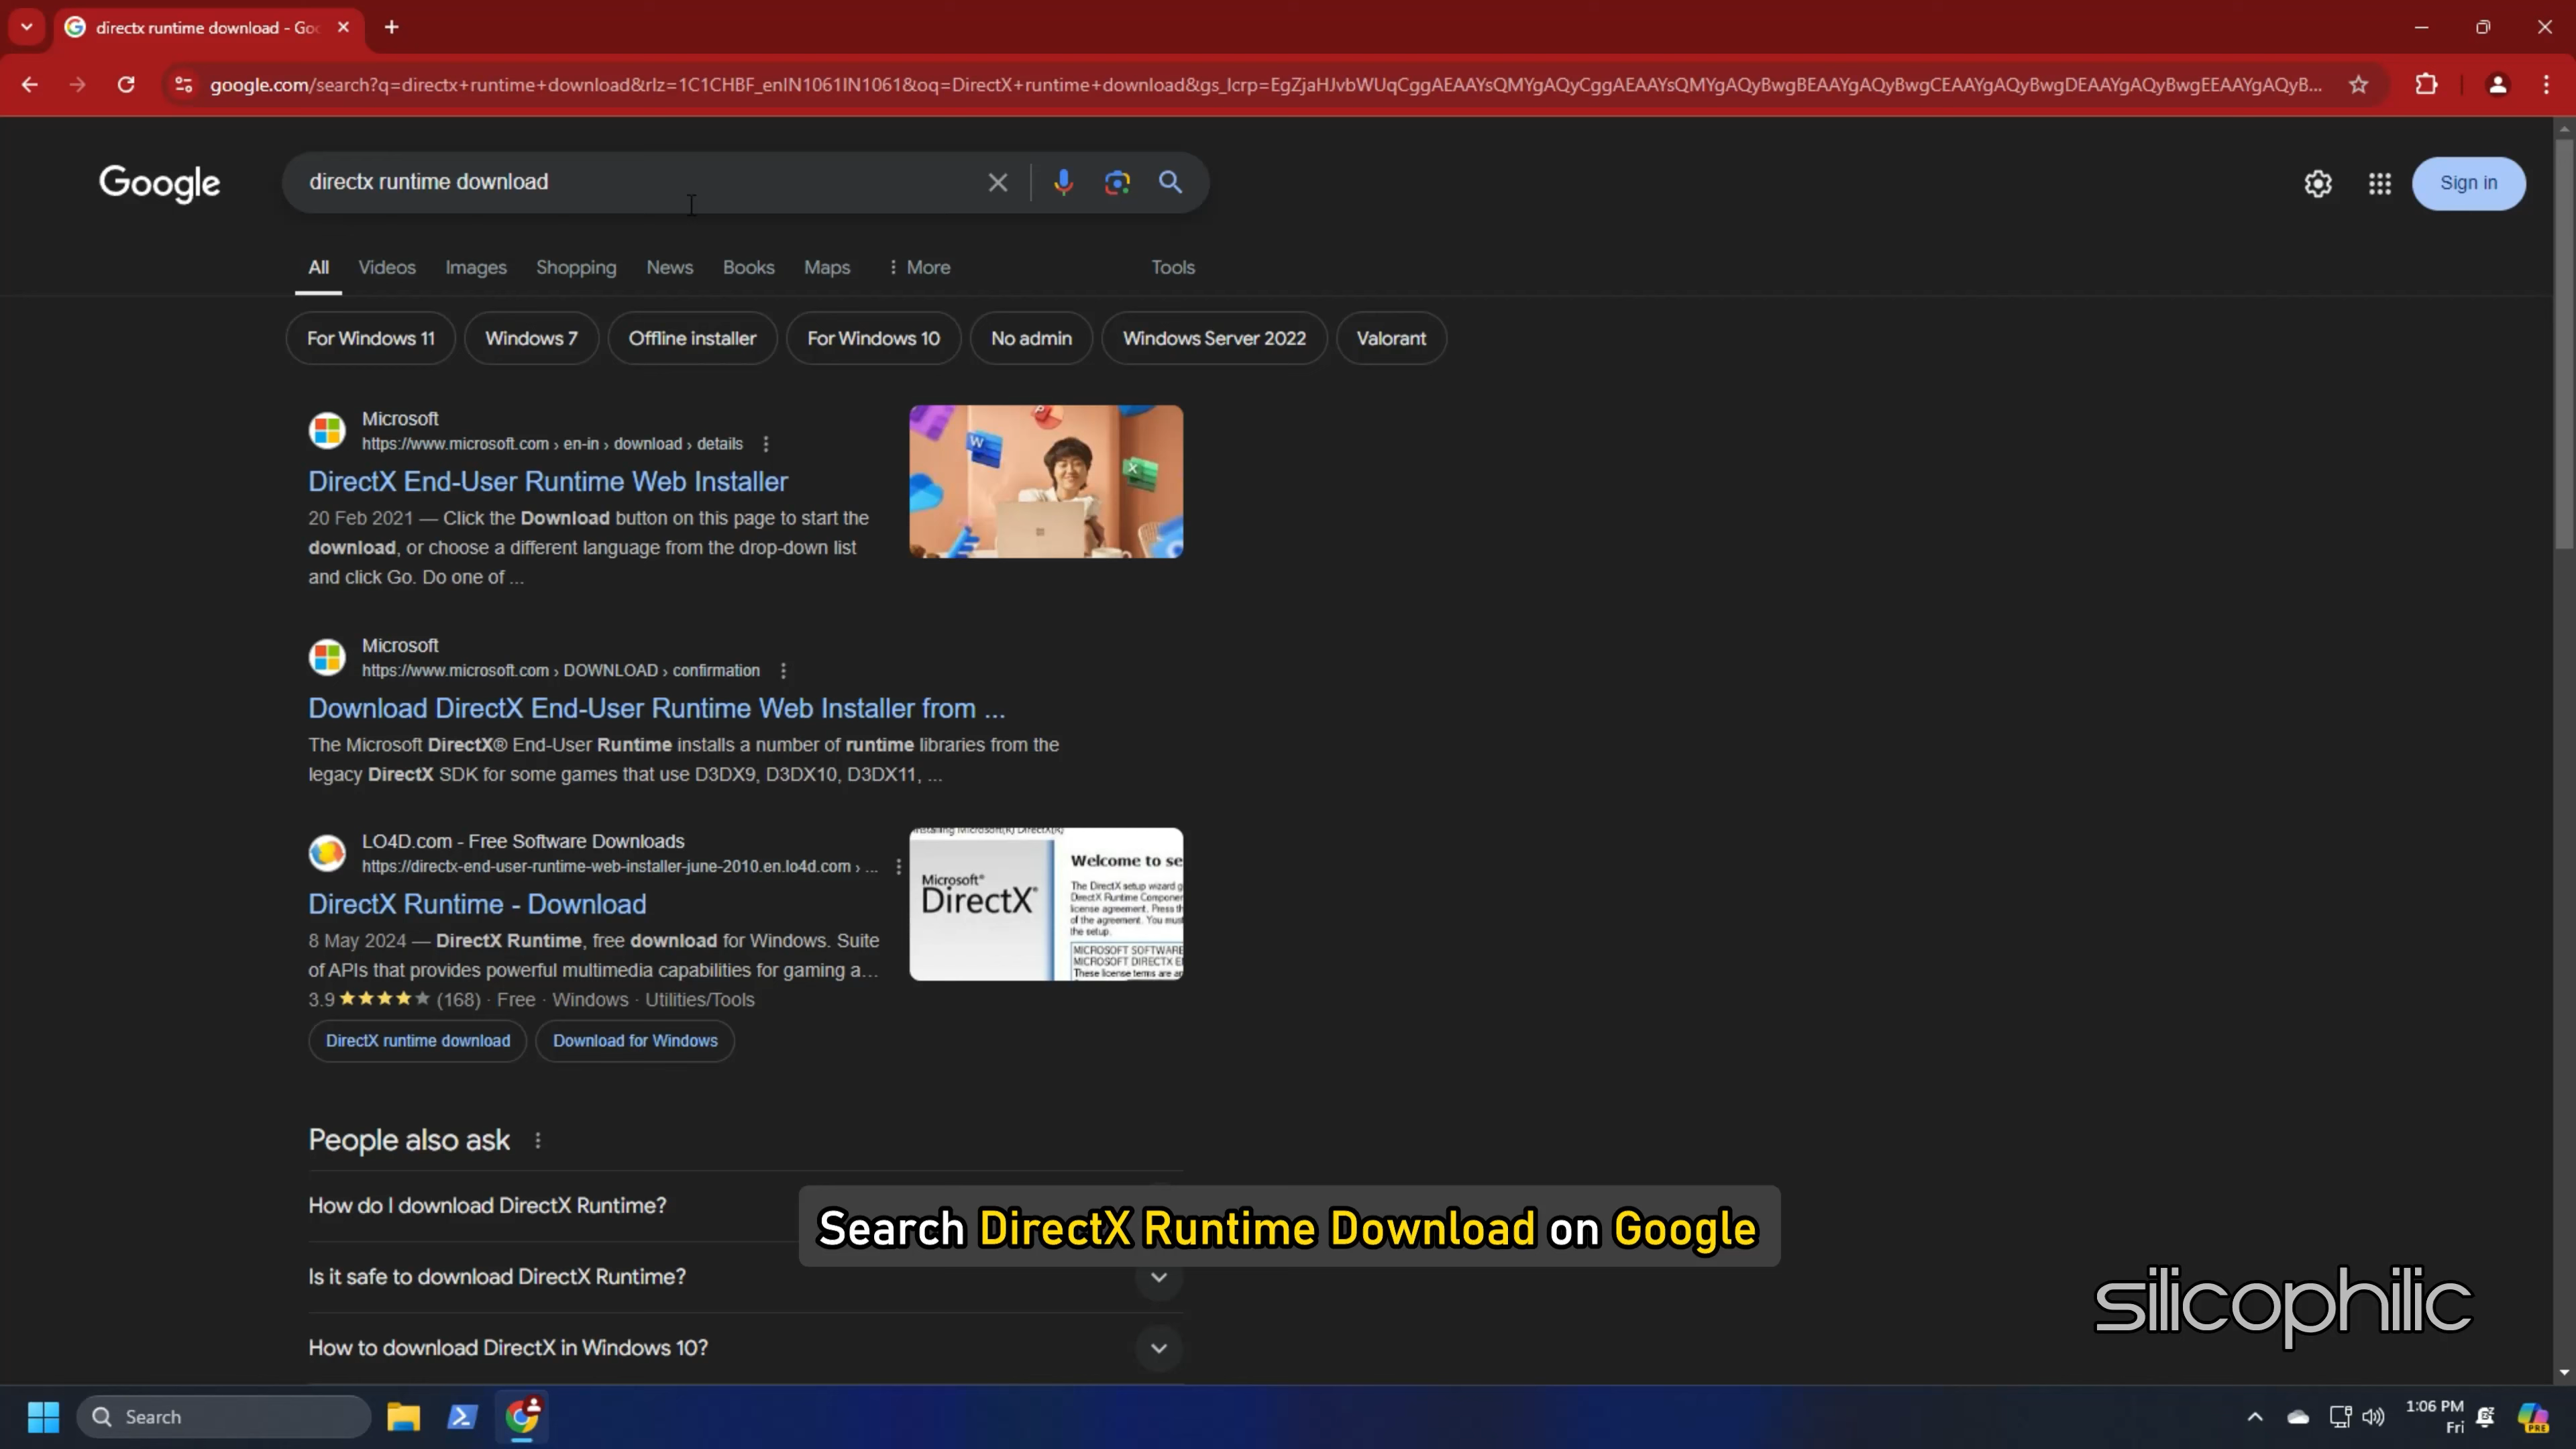 directx runtime download - Goo
google.com/search?q=directx+runtime+download&rlz=1C1CHBF_enIN1061IN1061&oq=DirectX+runtime+download&gs_lcrp=EgZjaHJvbWUqCggAEAAYsQMYgAQyCggAEAAYsQMYgAQyBwgBEAAYgAQyBwgCEAAYgAQyBwgDEAAYgAQyBwgEEAAYgAQyB...
Google
directx runtime download
Sign in
All Videos Images Shopping News Books Maps More Tools
For Windows 11 Windows 7 Offline installer For Windows 10 No admin Windows Server 2022 Valorant
Microsoft
https://www.microsoft.com › en-in › download › details
DirectX End-User Runtime Web Installer
20 Feb 2021 — Click the Download button on this page to start the
download, or choose a different language from the drop-down list
and click Go. Do one of ...
Microsoft
https://www.microsoft.com › DOWNLOAD › confirmation
Download DirectX End-User Runtime Web Installer from ...
The Microsoft DirectX® End-User Runtime installs a number of runtime libraries from the
legacy DirectX SDK for some games that use D3DX9, D3DX10, D3DX11, ...
LO4D.com - Free Software Downloads
https://directx-end-user-runtime-web-installer-june-2010.en.lo4d.com › ...
DirectX Runtime - Download
8 May 2024 — DirectX Runtime, free download for Windows. Suite
of APIs that provides powerful multimedia capabilities for gaming a...
3.9 ★★★★★ (168) · Free · Windows · Utilities/Tools
DirectX runtime download Download for Windows
Installing Microsoft(R) DirectX(R)
Microsoft®
DirectX®
Welcome to se
The DirectX setup wizard g
DirectX Runtime Componen
license agreement. Press th
of the agreement. You must
the setup.
MICROSOFT SOFTWARE
MICROSOFT DIRECTX E
These license terms are an
People also ask
How do I download DirectX Runtime?
Is it safe to download DirectX Runtime?
How to download DirectX in Windows 10?
Search DirectX Runtime Download on Google
silicophilic
Search
1:06 PM
Fri
PRE